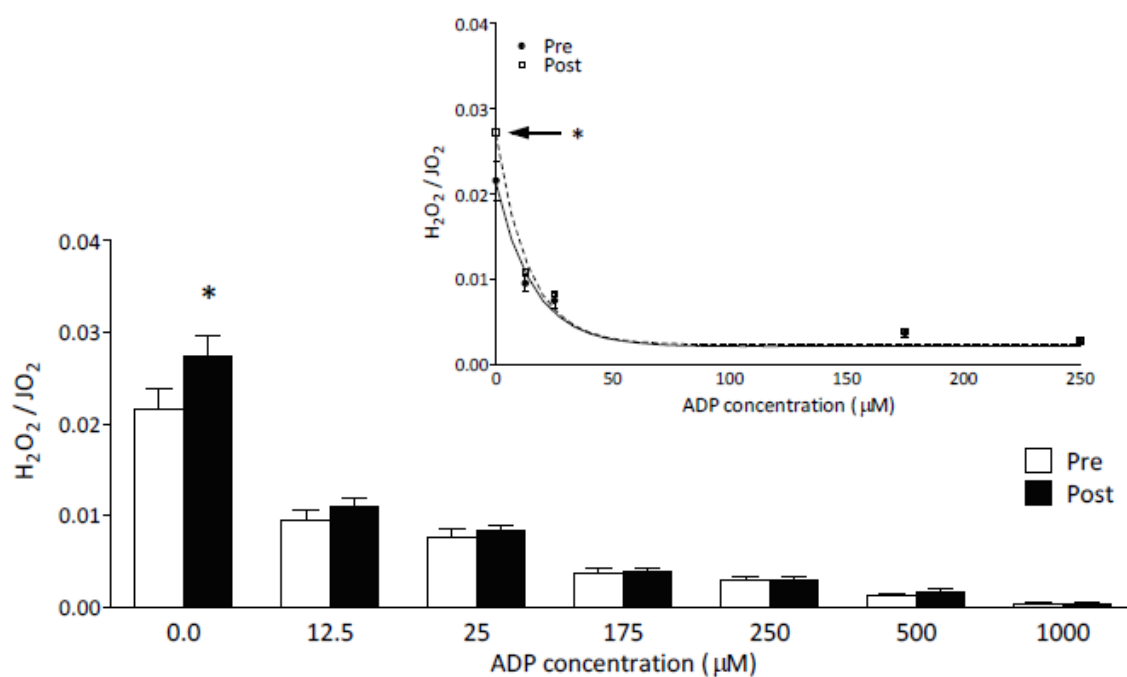 0.04
Pre
Post
0.03
*
0.02
H₂O₂ / JO₂
0.01
0.00
0 50 100 150 200 250
ADP concentration ( μM)
0.04
*
0.03
H₂O₂ / JO₂
0.02
0.01
0.00
Pre
Post
0.0 12.5 25 175 250 500 1000
ADP concentration ( μM)